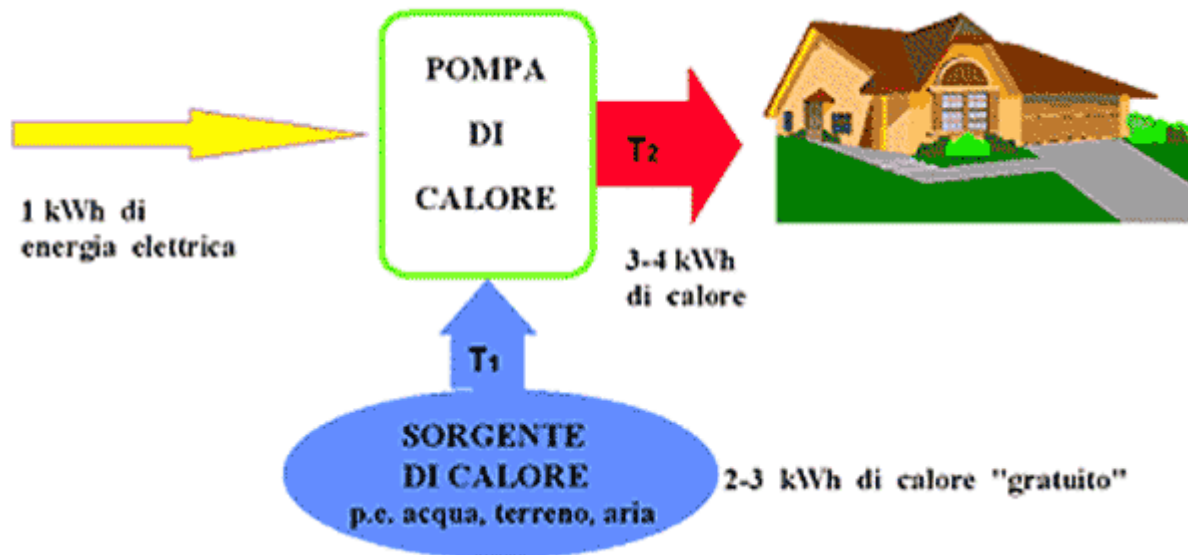 POMPA
DI
CALORE
1 kWh di
energia elettrica
T2
3-4 kWh
di calore
T1
SORGENTE
DI CALORE
p.e. acqua, terreno, aria
2-3 kWh di calore "gratuito"